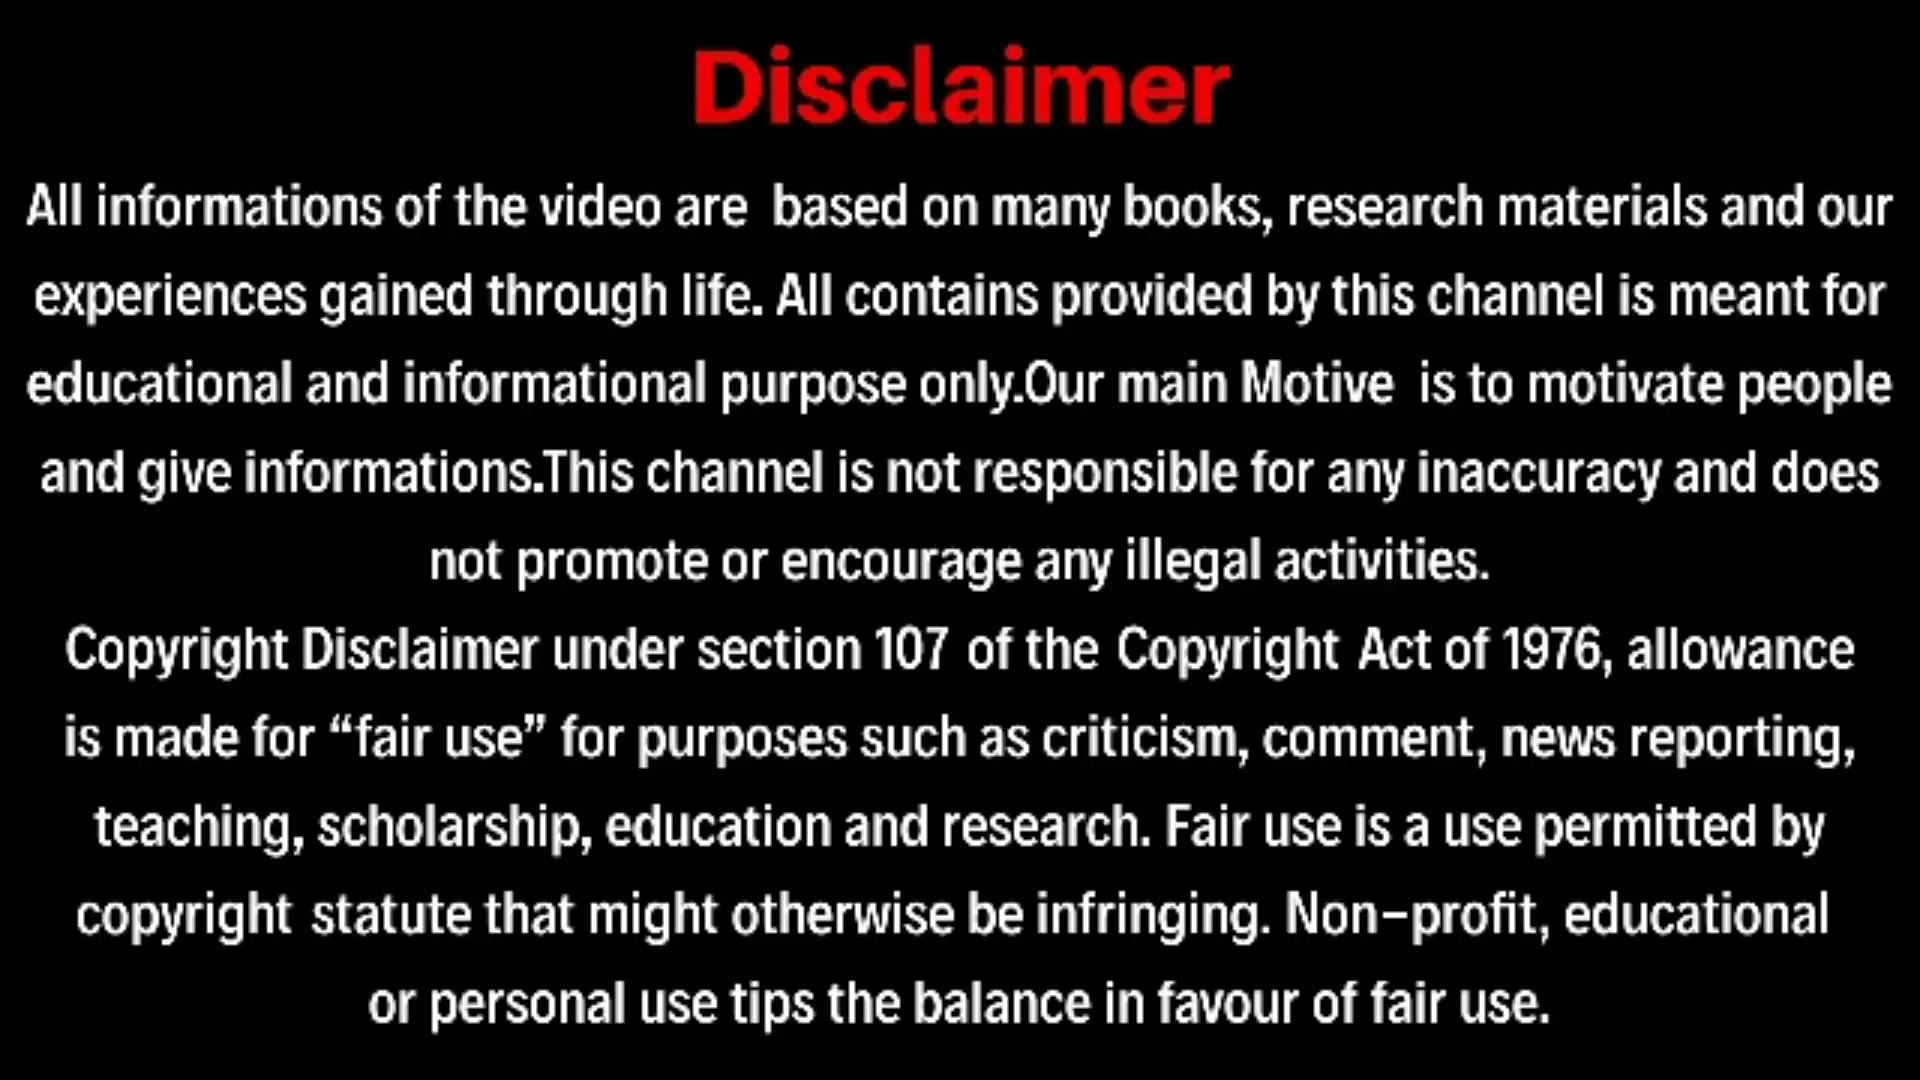 Disclaimer
All informations of the video are based on many books, research materials and our
experiences gained through life. All contains provided by this channel is meant for
educational and informational purpose only.Our main Motive is to motivate people
and give informations.This channel is not responsible for any inaccuracy and does
not promote or encourage any illegal activities.
Copyright Disclaimer under section 107 of the Copyright Act of 1976, allowance
is made for “fair use” for purposes such as criticism, comment, news reporting,
teaching, scholarship, education and research. Fair use is a use permitted by
copyright statute that might otherwise be infringing. Non-profit, educational
or personal use tips the balance in favour of fair use.